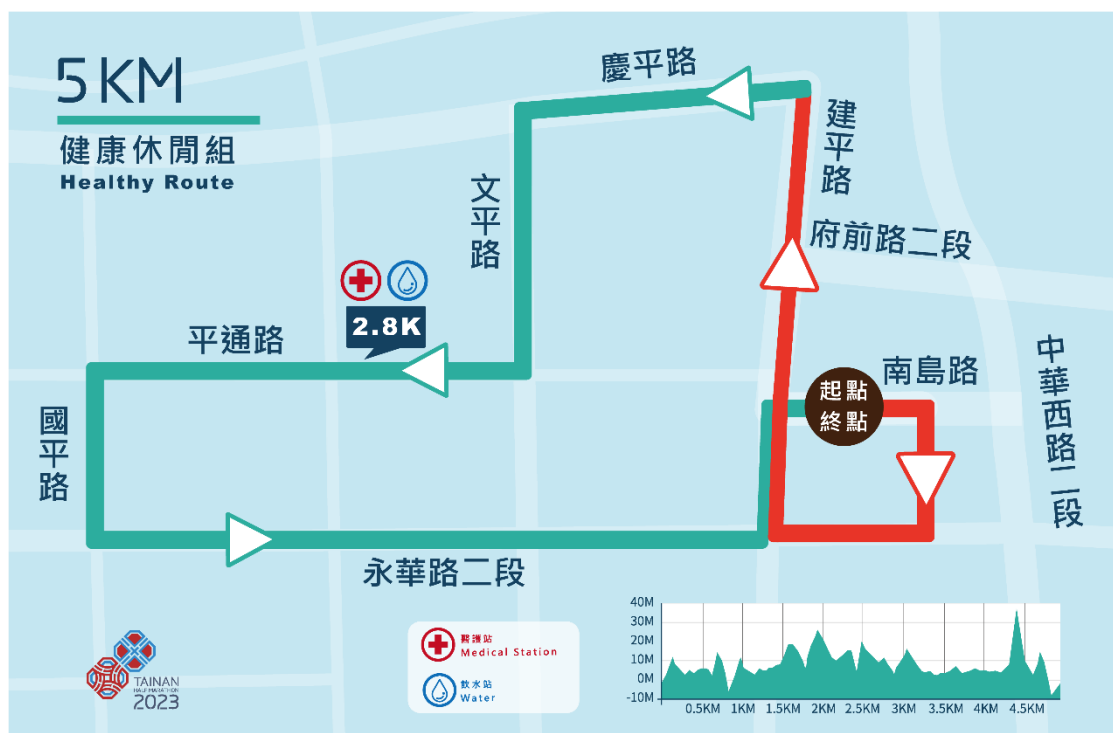 5KM
健康休閒組
Healthy Route
慶平路
建平路
文平路
府前路二段
2.8K
平通路
南島路
起點
終點
中華西路二段
國平路
永華路二段
醫護站
Medical Station
飲水站
Water
TAINAN
HALF MARATHON
2023
40M
30M
20M
10M
0M
-10M
0.5KM 1KM 1.5KM 2KM 2.5KM 3KM 3.5KM 4KM 4.5KM